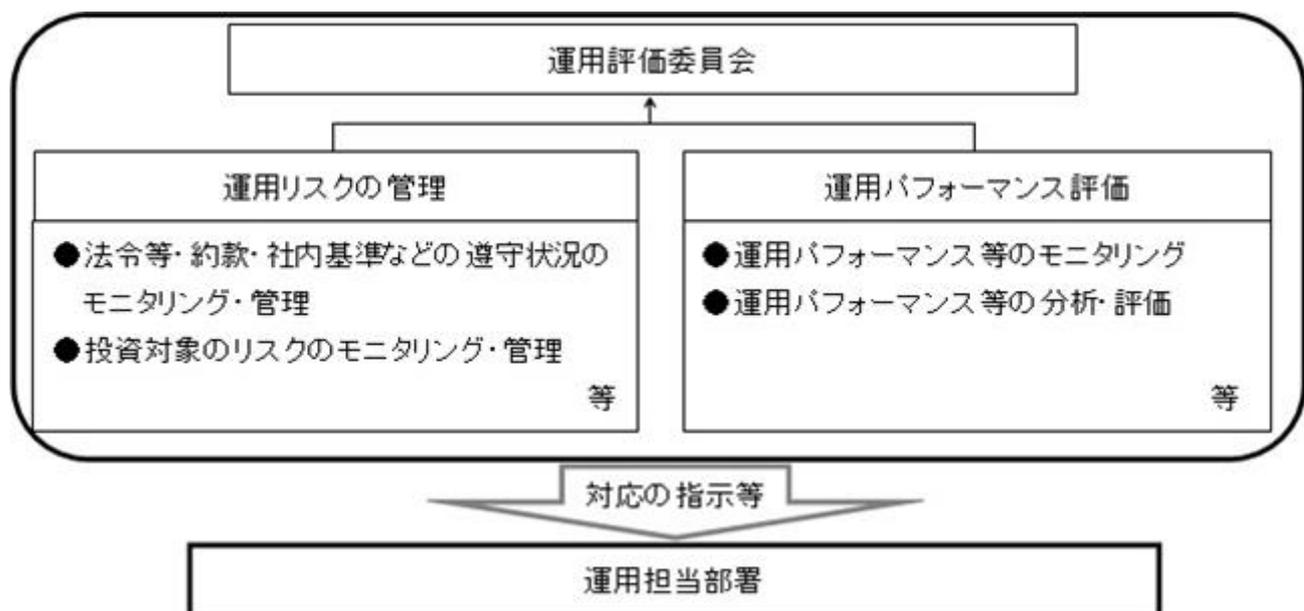 運用評価委員会
運用リスクの管理
●法令等・約款・社内基準などの遵守状況の
モニタリング・管理
●投資対象のリスクのモニタリング・管理
等
運用パフォーマンス評価
●運用パフォーマンス等のモニタリング
●運用パフォーマンス等の分析・評価
等
対応の指示等
運用担当部署